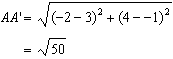 AA' = √((−2−3)² + (4−−1)²)
= √50